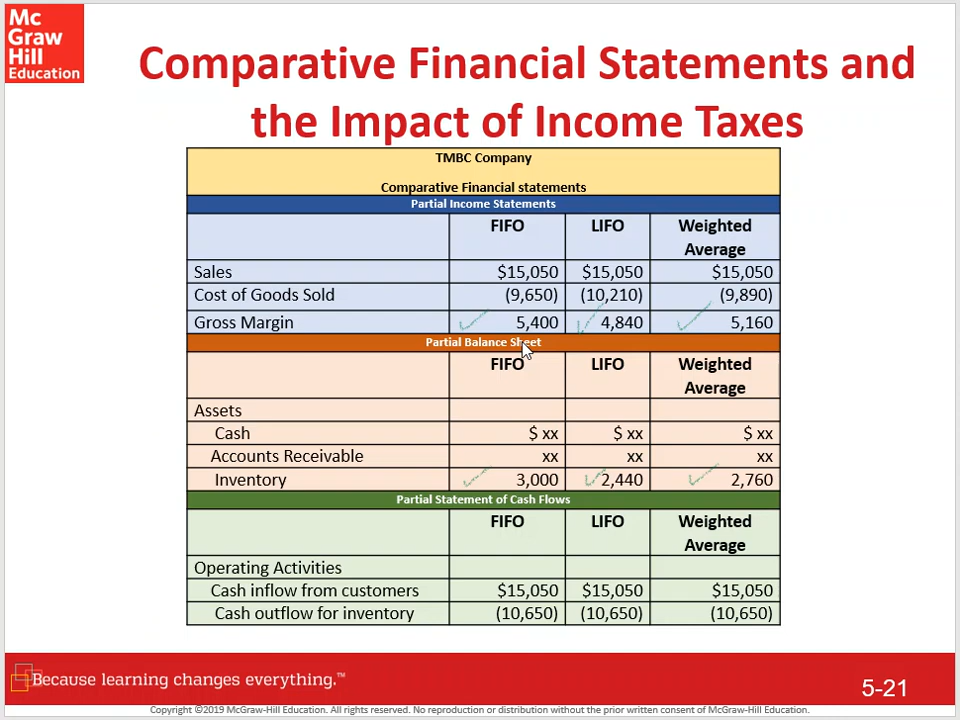 Mc
Graw
Hill
Education
Comparative Financial Statements and
the Impact of Income Taxes
TMBC Company
Comparative Financial statements
Partial Income Statements
FIFO LIFO Weighted
Average
Sales $15,050 $15,050 $15,050
Cost of Goods Sold (9,650) (10,210) (9,890)
Gross Margin 5,400 4,840 5,160
Partial Balance Sheet
FIFO LIFO Weighted
Average
Assets
Cash $ xx $ xx $ xx
Accounts Receivable xx xx xx
Inventory 3,000 2,440 2,760
Partial Statement of Cash Flows
FIFO LIFO Weighted
Average
Operating Activities
Cash inflow from customers $15,050 $15,050 $15,050
Cash outflow for inventory (10,650) (10,650) (10,650)
Because learning changes everything.™
5-21
Copyright ©2019 McGraw-Hill Education. All rights reserved. No reproduction or distribution without the prior written consent of McGraw-Hill Education.